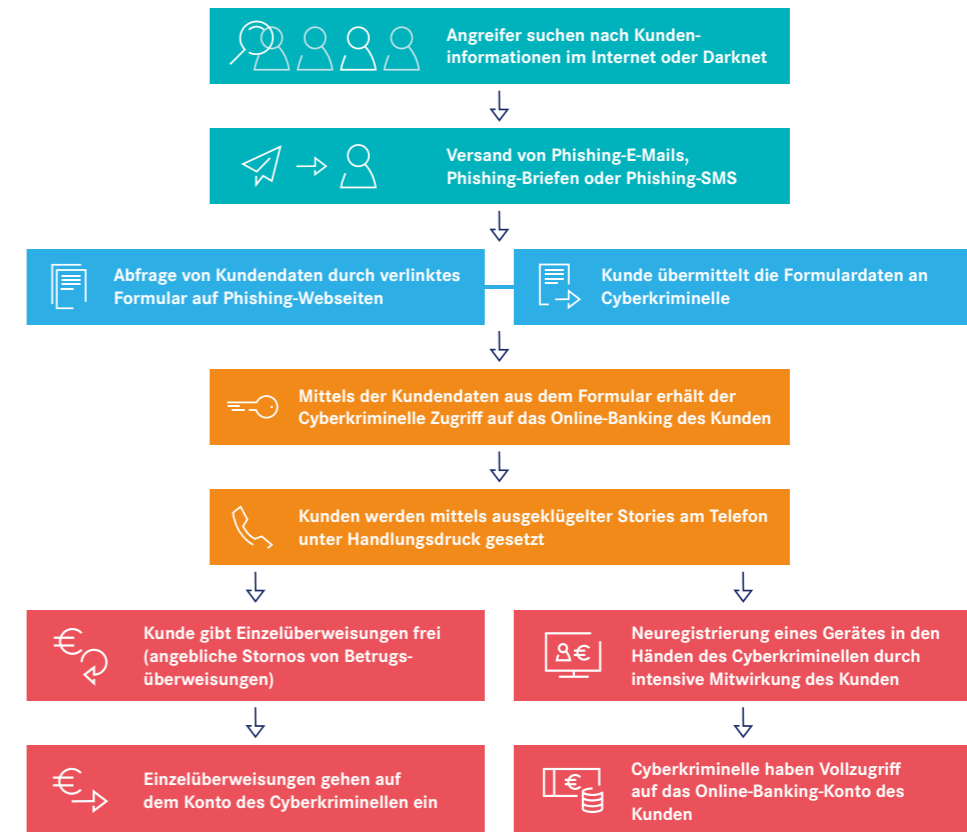 Angreifer suchen nach Kunden-
informationen im Internet oder Darknet
Versand von Phishing-E-Mails,
Phishing-Briefen oder Phishing-SMS
Abfrage von Kundendaten durch verlinktes
Formular auf Phishing-Webseiten
Kunde übermittelt die Formulardaten an
Cyberkriminelle
Mittels der Kundendaten aus dem Formular erhält der
Cyberkriminelle Zugriff auf das Online-Banking des Kunden
Kunden werden mittels ausgeklügelter Stories am Telefon
unter Handlungsdruck gesetzt
Kunde gibt Einzelüberweisungen frei
(angebliche Stornos von Betrugs-
überweisungen)
Neuregistrierung eines Gerätes in den
Händen des Cyberkriminellen durch
intensive Mitwirkung des Kunden
Einzelüberweisungen gehen auf
dem Konto des Cyberkriminellen ein
Cyberkriminelle haben Vollzugriff
auf das Online-Banking-Konto des
Kunden